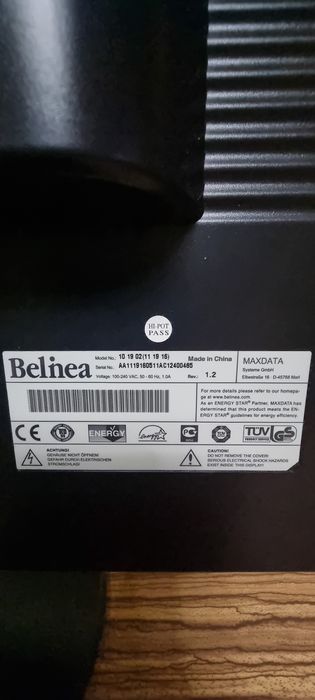 HI-POT
PASS
Belinea
Model No.: 10 19 02(11 19 16)
Serial No.: AA1119160511AC12400465
Voltage: 100-240 VAC, 50 - 60 Hz, 1.0A
Made in China
Rev.: 1.2
MAXDATA
Systeme GmbH
Elbestraße 16 · D-45768 Marl
For more details please refer to our homepa-
ge at www.belinea.com.
As an ENERGY STAR® Partner, MAXDATA has
determined that this product meets the EN-
ERGY STAR® guidelines for energy efficiency.
CE
ENERGY
TÜV
GS
ACHTUNG!
GEHÄUSE NICHT ÖFFNEN
GEFAHR DURCH ELEKTRISCHEN
STROMSCHLAG!
CAUTION!
DO NOT REMOVE THE COVER!
SERIOUS ELECTRICAL SHOCK HAZARDS
EXIST INSIDE THIS DISPLAY!